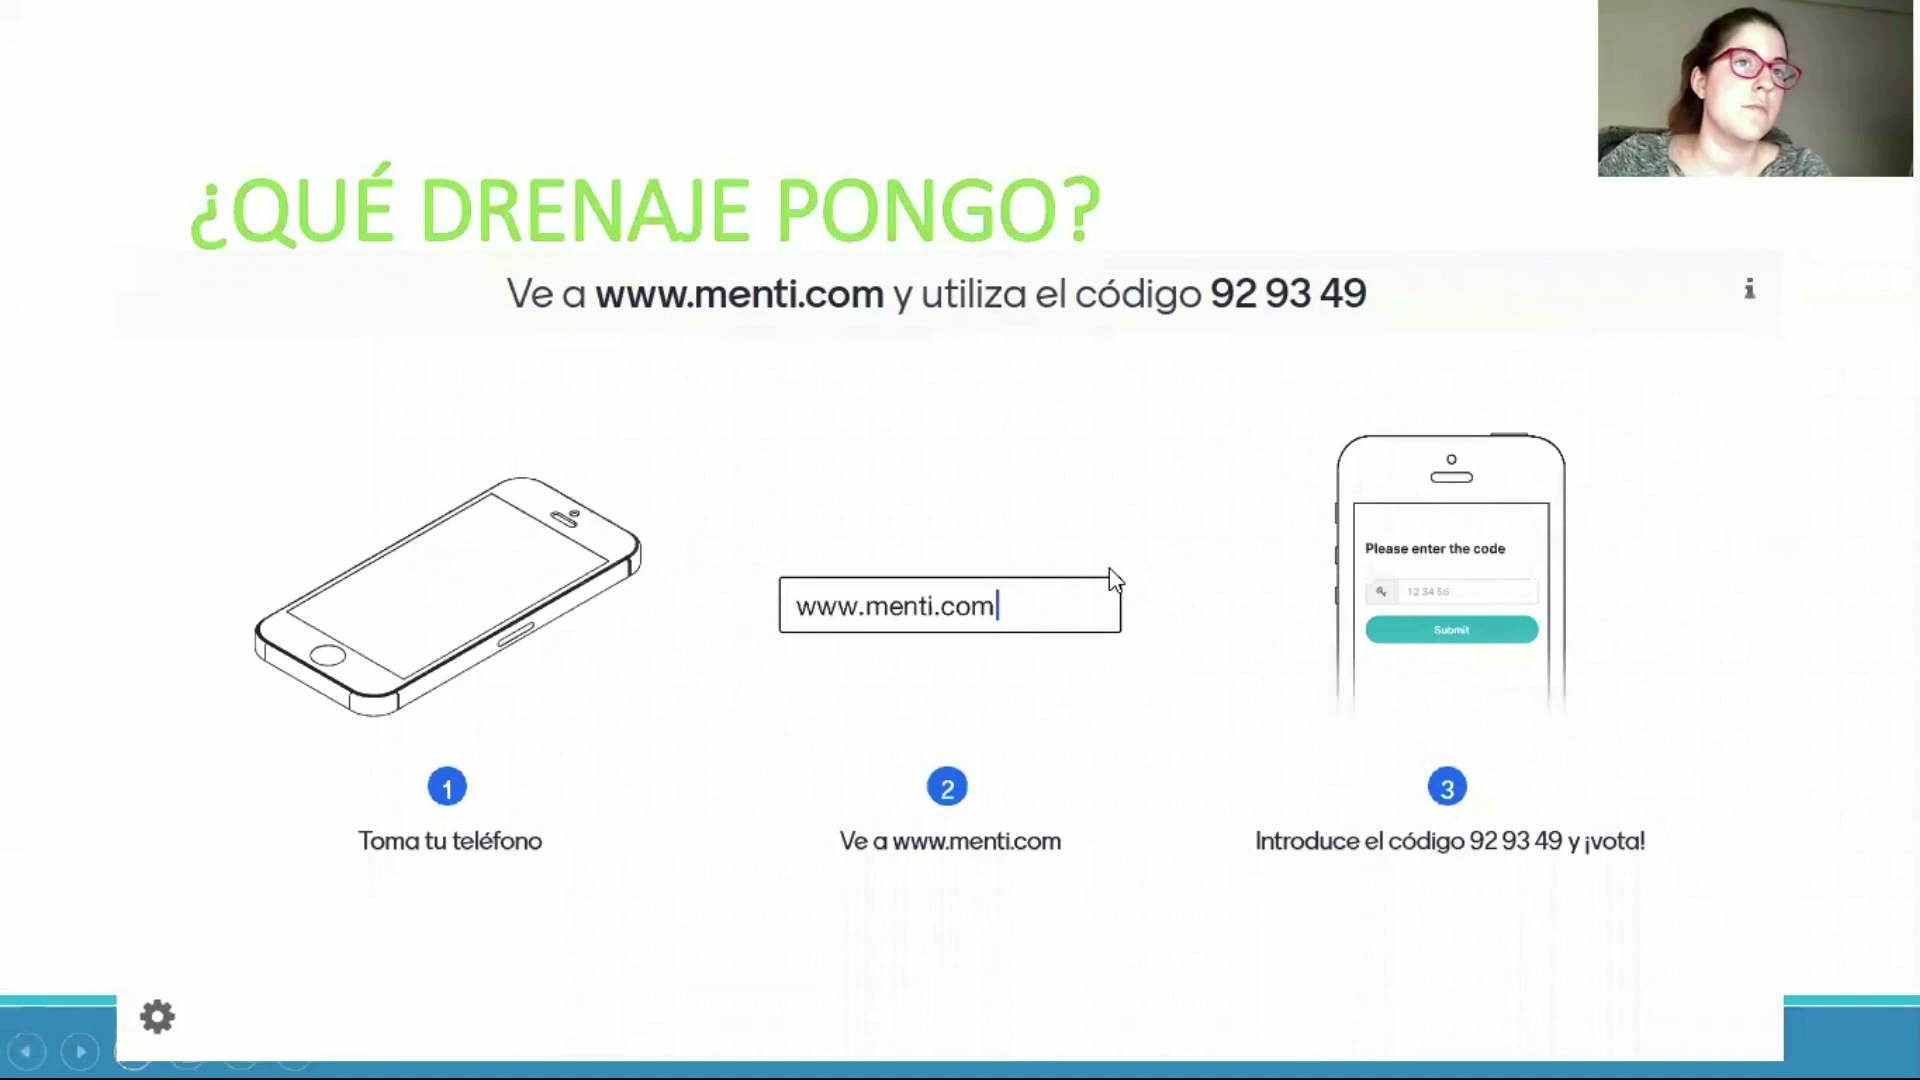 ¿QUÉ DRENAJE PONGO?
Ve a www.menti.com y utiliza el código 92 93 49
www.menti.com
Please enter the code
12 34 56
Submit
1
2
3
Toma tu teléfono
Ve a www.menti.com
Introduce el código 92 93 49 y ¡vota!